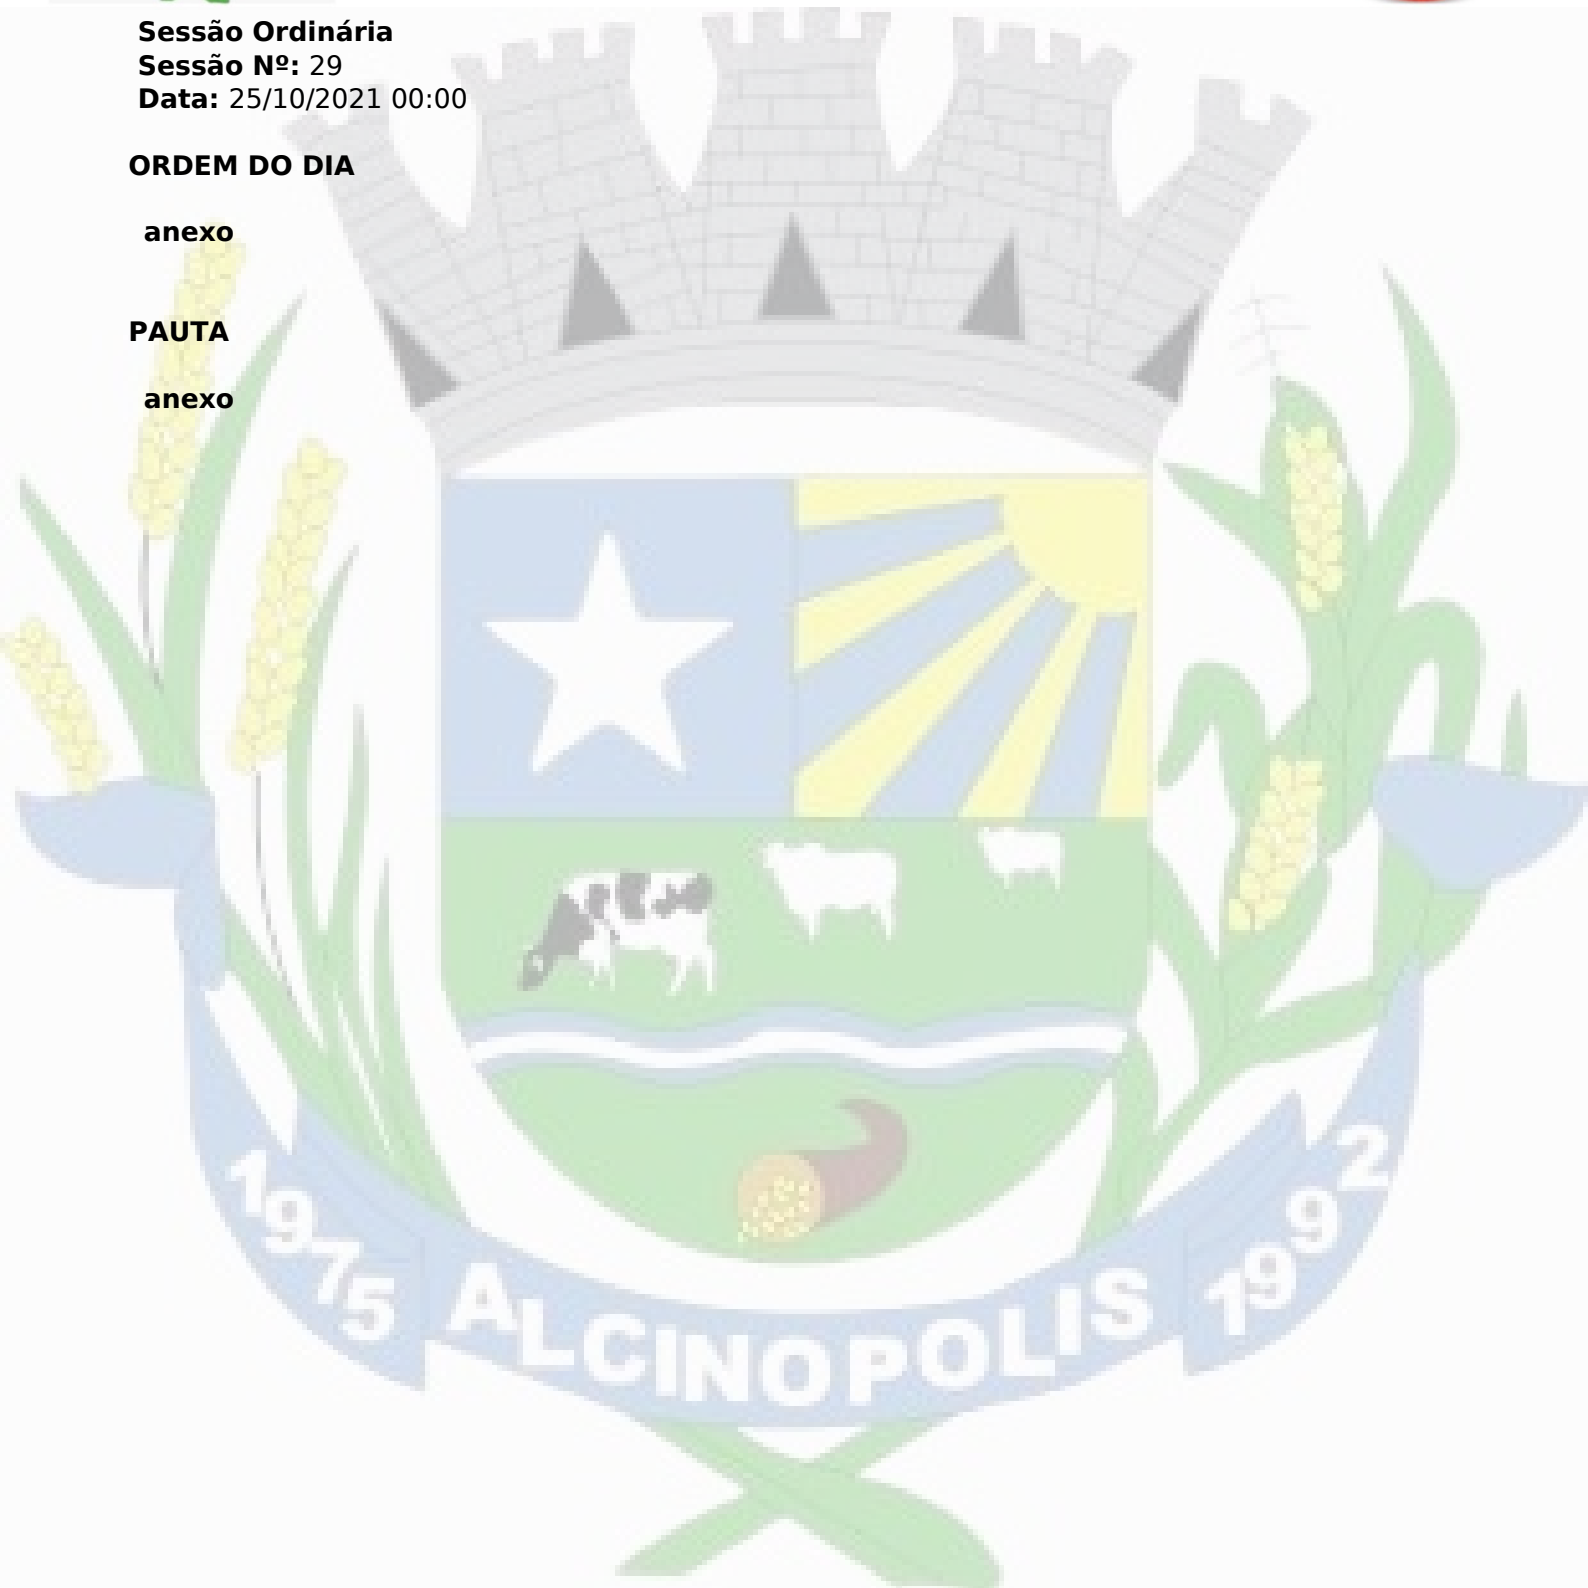 Sessão Ordinária
Sessão Nº: 29
Data: 25/10/2021 00:00
ORDEM DO DIA
anexo
PAUTA
anexo
1975 ALCINOPOLIS 1992